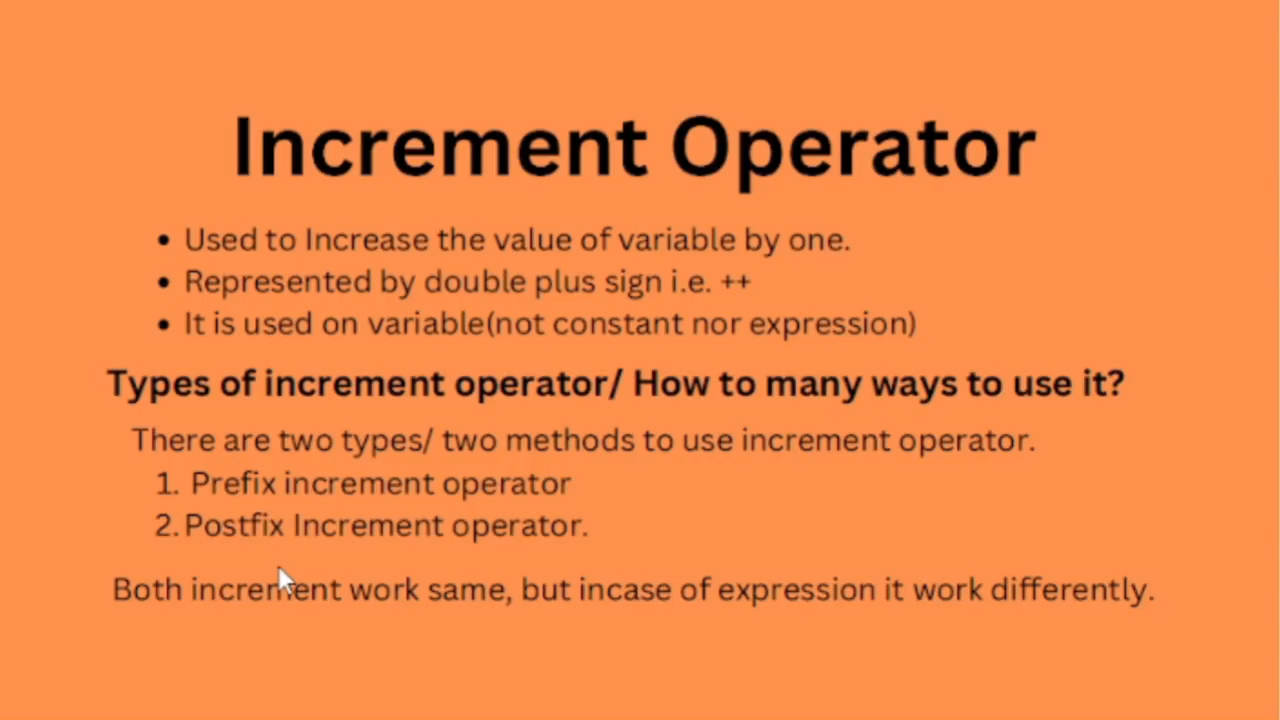 Increment Operator
• Used to Increase the value of variable by one.
• Represented by double plus sign i.e. ++
• It is used on variable(not constant nor expression)
Types of increment operator/ How to many ways to use it?
There are two types/ two methods to use increment operator.
1. Prefix increment operator
2. Postfix Increment operator.
Both increment work same, but incase of expression it work differently.